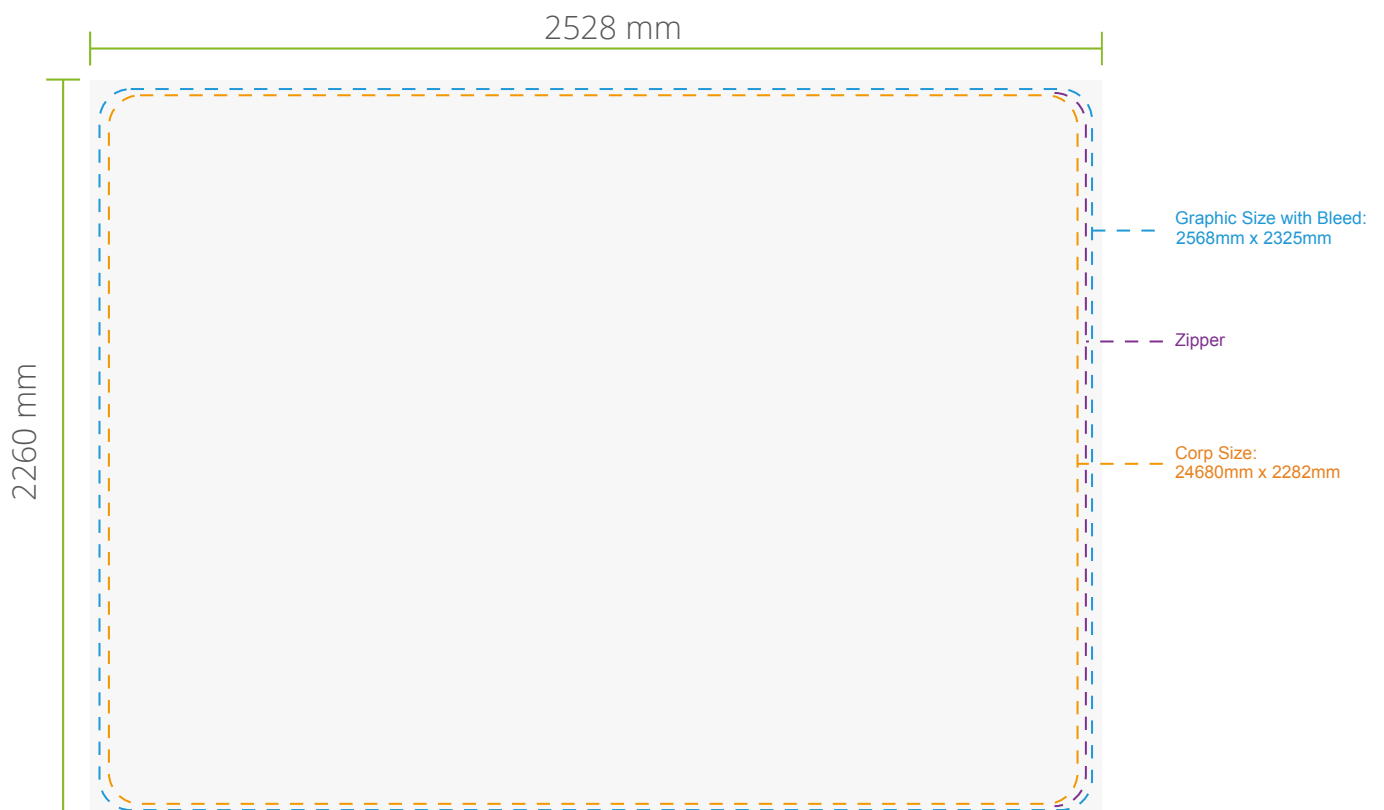 2528 mm
Graphic Size with Bleed:
2568mm x 2325mm
Zipper
2260 mm
Corp Size:
24680mm x 2282mm